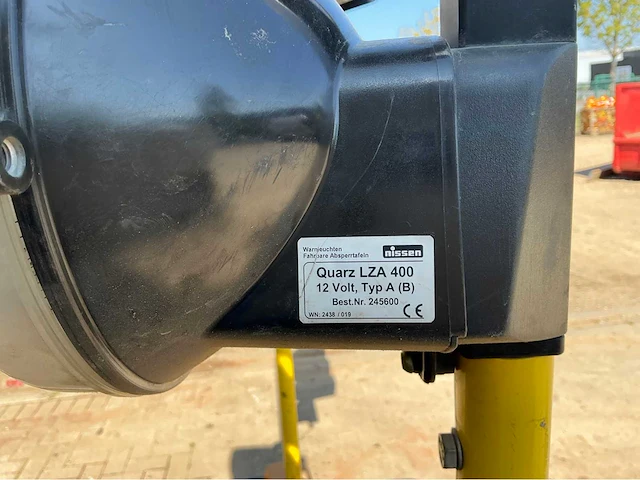 Warnleuchten
Fahrbare Absperrtafeln
nissen
Quarz LZA 400
12 Volt, Typ A (B)
Best.Nr. 245600
WN: 2438 / 019
CE